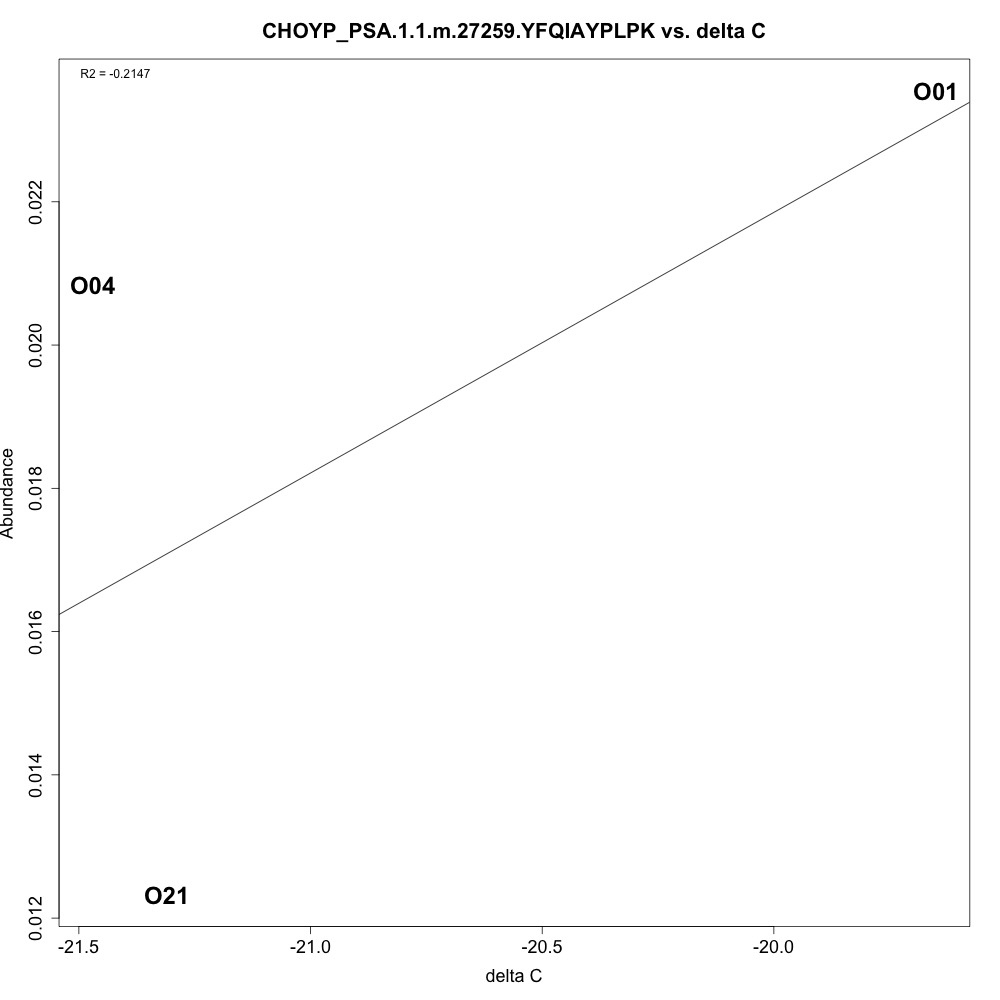 CHOYP_PSA.1.1.m.27259.YFQIAYPLPK vs. delta C
R2 = -0.2147
O01
O04
O21
Abundance
0.022
0.020
0.018
0.016
0.014
0.012
-21.5
-21.0
-20.5
-20.0
delta C